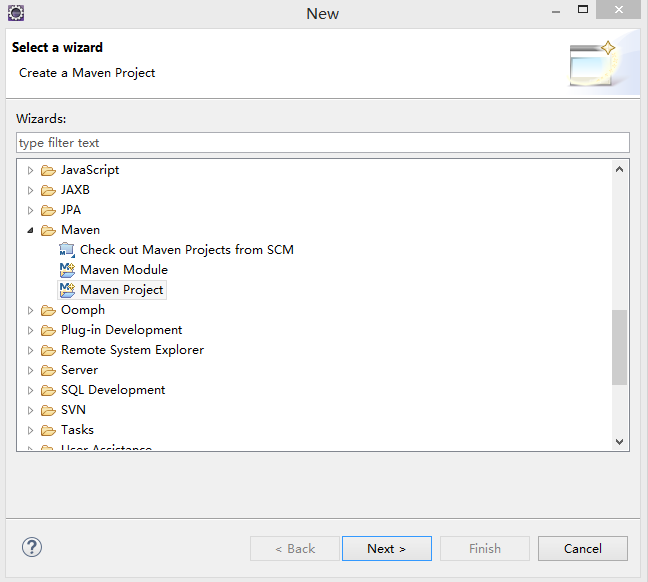 New
Select a wizard
Create a Maven Project
Wizards:
type filter text
JavaScript
JAXB
JPA
Maven
Check out Maven Projects from SCM
Maven Module
Maven Project
Oomph
Plug-in Development
Remote System Explorer
Server
SQL Development
SVN
Tasks
User Assistance
< Back
Next >
Finish
Cancel